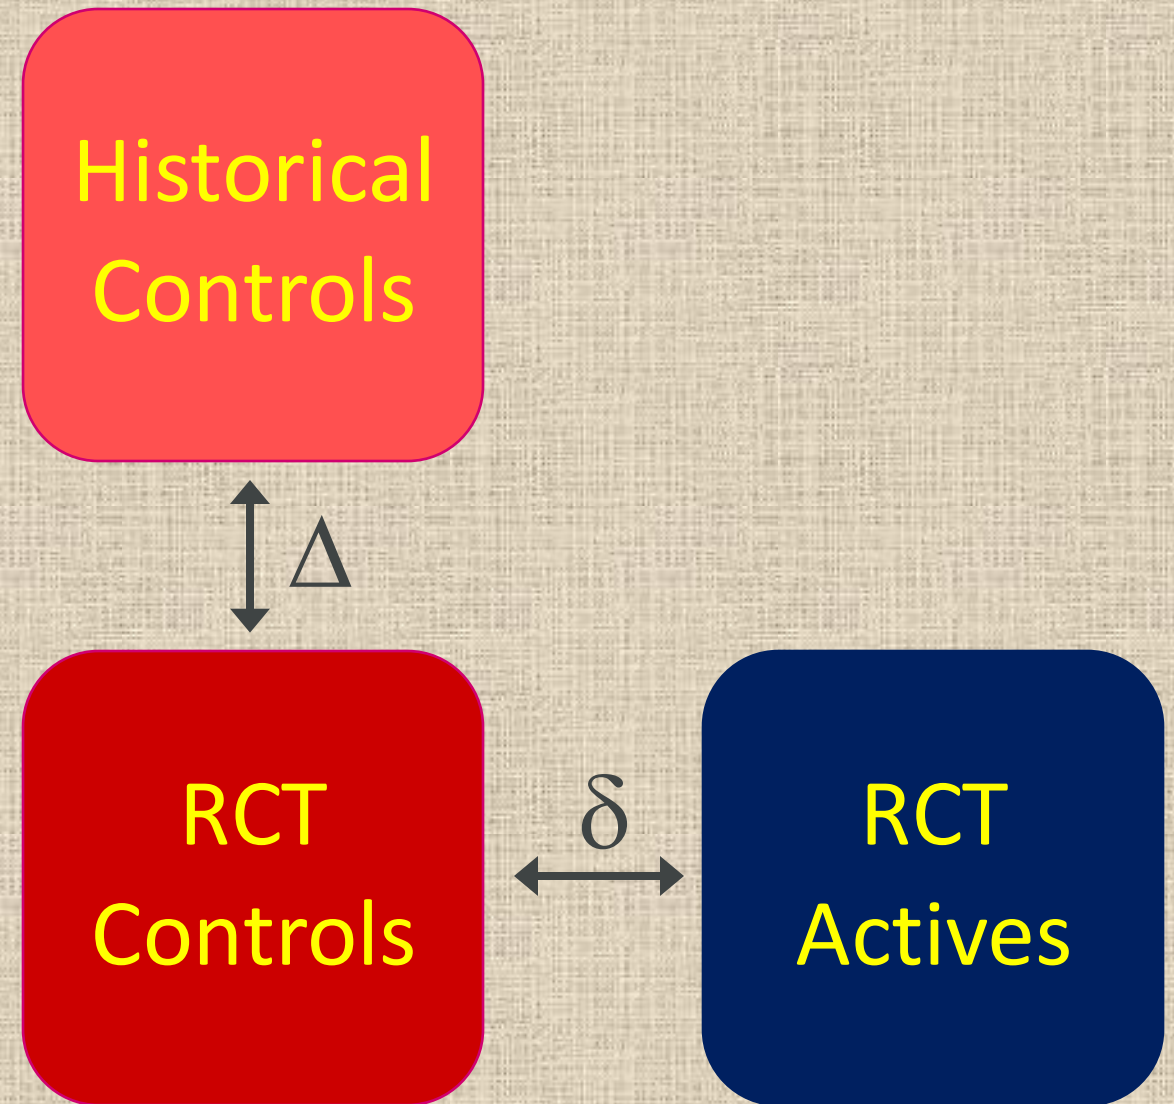 Historical
Controls
Δ
RCT
Controls
δ
RCT
Actives